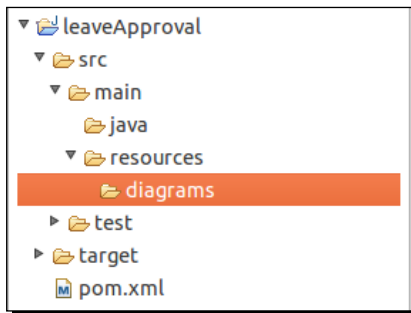 leaveApproval
src
main
java
resources
diagrams
test
target
M pom.xml